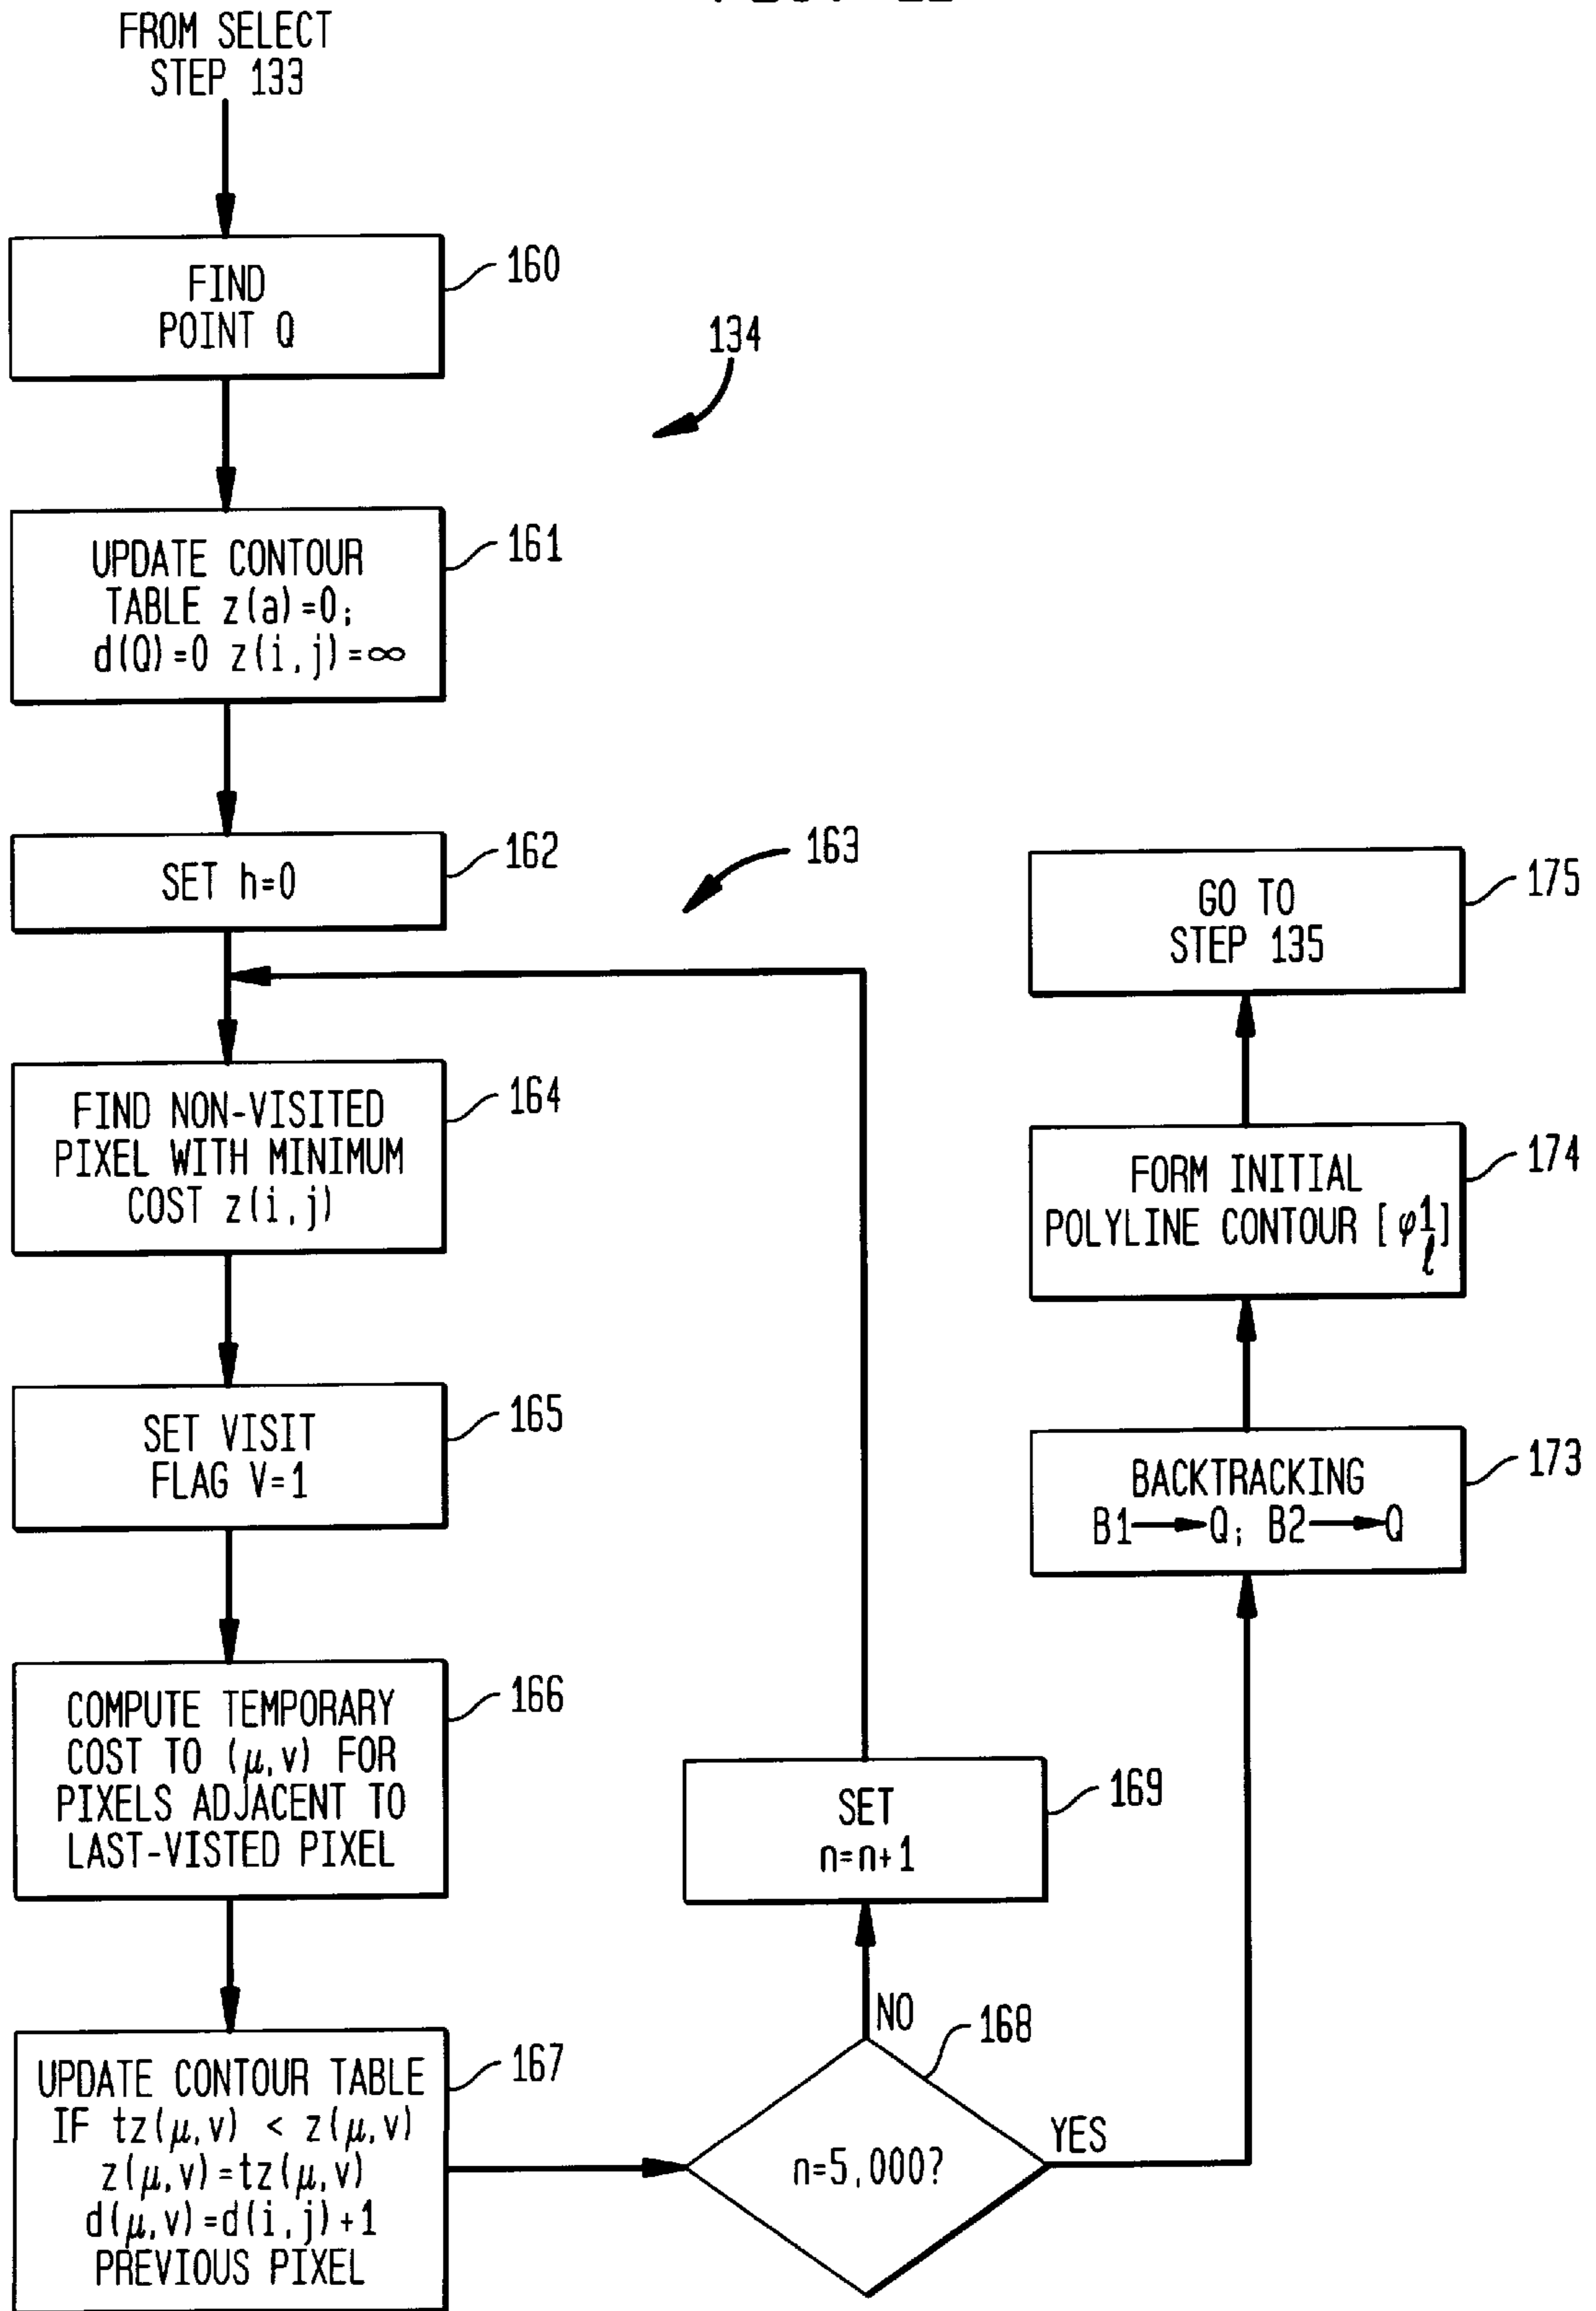 FROM SELECT
STEP 133
FIND
POINT Q
160
134
UPDATE CONTOUR
TABLE z(a)=0;
d(Q)=0 z(i,j)=∞
161
SET h=0
162
163
FIND NON-VISITED
PIXEL WITH MINIMUM
COST z(i,j)
164
SET VISIT
FLAG V=1
165
COMPUTE TEMPORARY
COST TO (μ,v) FOR
PIXELS ADJACENT TO
LAST-VISTED PIXEL
166
UPDATE CONTOUR TABLE
IF tz(μ,v) < z(μ,v)
z(μ,v)=tz(μ,v)
d(μ,v)=d(i,j)+1
PREVIOUS PIXEL
167
n=5,000?
168
NO
YES
SET
n=n+1
169
BACKTRACKING
B1→Q; B2→Q
173
FORM INITIAL
POLYLINE CONTOUR [φ1ℓ]
174
GO TO
STEP 135
175